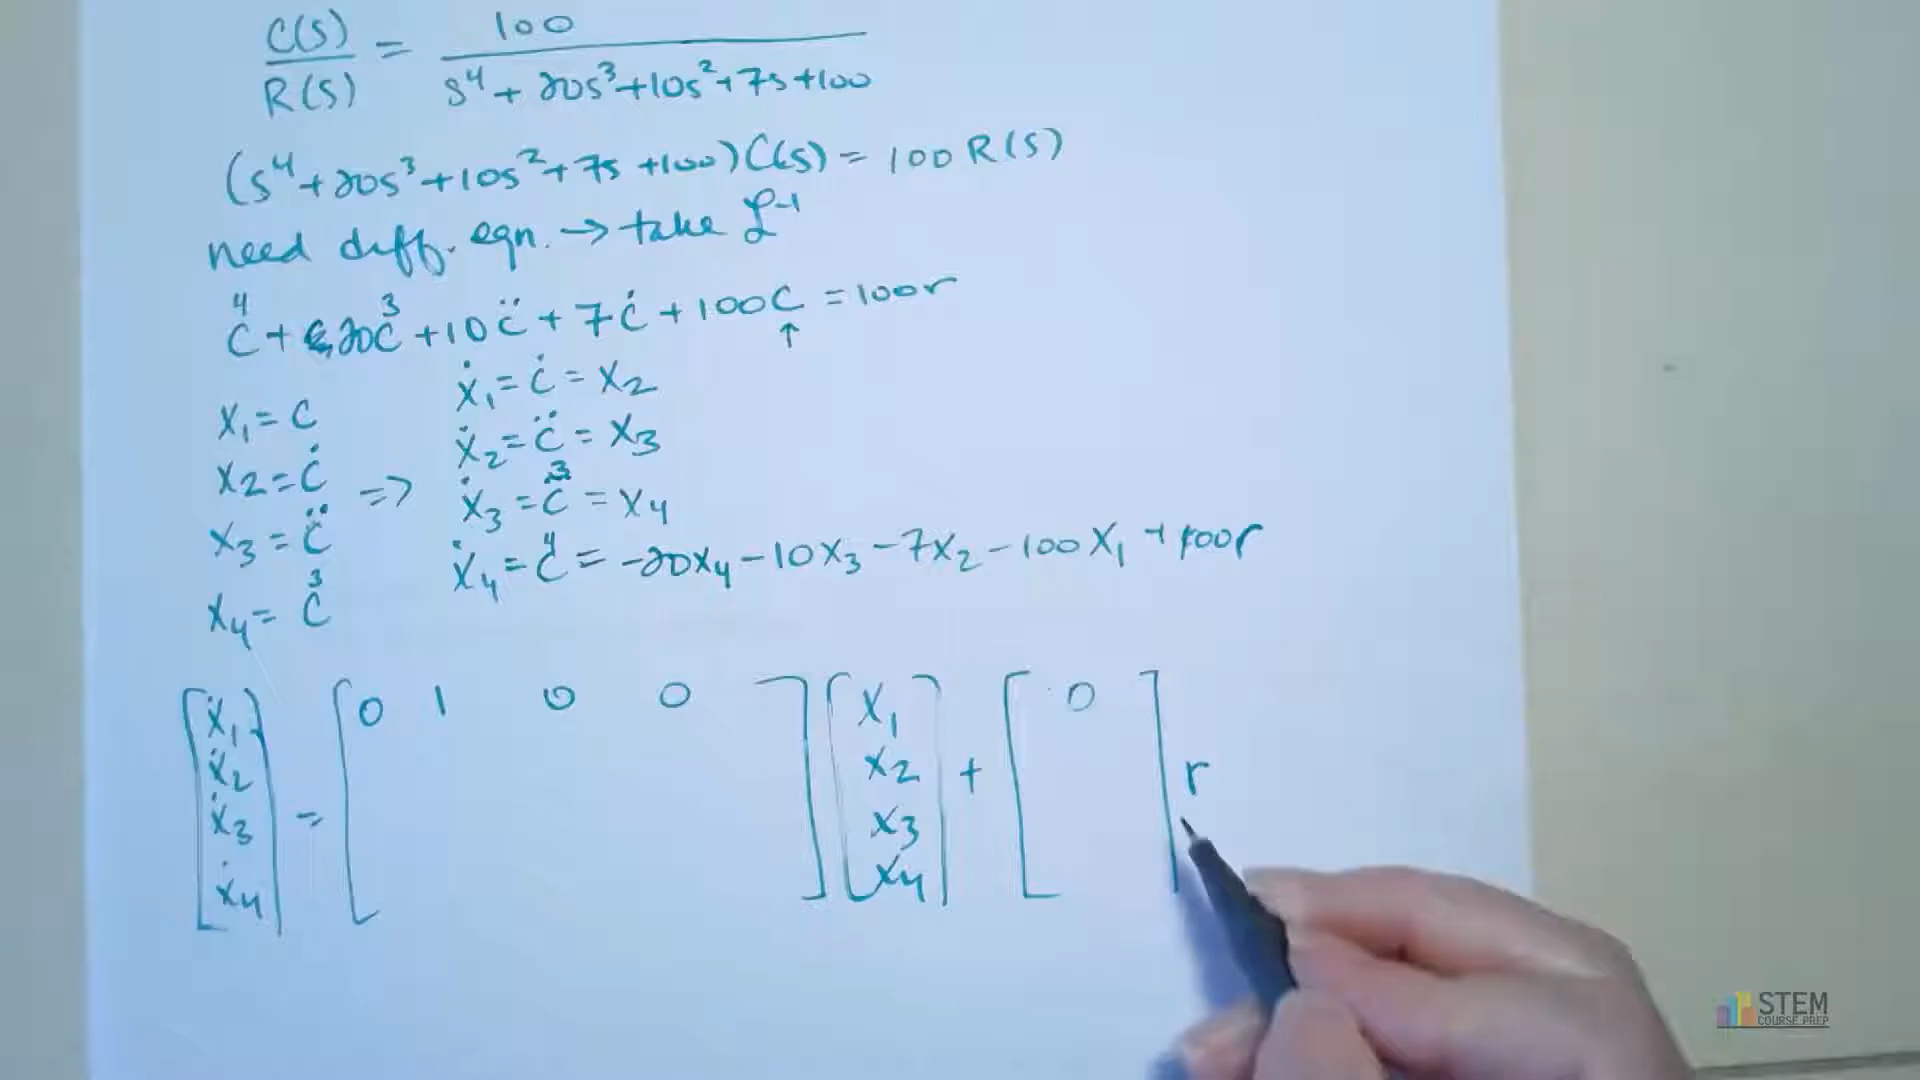 C(s)/R(s) = 100/(s⁴ + 20s³ + 10s² + 7s + 100)
(s⁴ + 20s³ + 10s² + 7s + 100) C(s) = 100 R(s)
need diff. eqn. → take ℒ⁻¹
C⁽⁴⁾ + 20C⁽³⁾ + 10C̈ + 7Ċ + 100C = 100r
↑
x₁ = C
x₂ = Ċ
x₃ = C̈
x₄ = C⁽³⁾
⇒
ẋ₁ = Ċ = x₂
ẋ₂ = C̈ = x₃
ẋ₃ = C⁽³⁾ = x₄
ẋ₄ = C⁽⁴⁾ = -20x₄ - 10x₃ - 7x₂ - 100x₁ + 100r
[ẋ₁ ẋ₂ ẋ₃ ẋ₄] = [0 1 0 0] [x₁ x₂ x₃ x₄] + [0] r
STEM
COURSE PREP